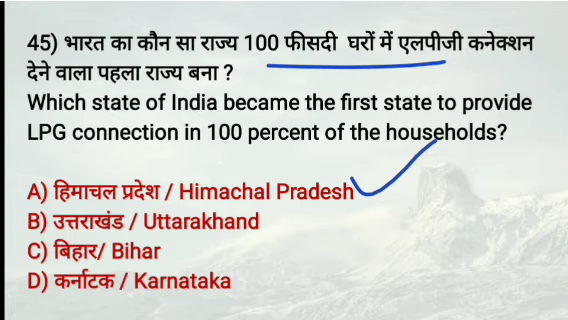 45) भारत का कौन सा राज्य 100 फीसदी घरों में एलपीजी कनेक्शन
देने वाला पहला राज्य बना ?
Which state of India became the first state to provide
LPG connection in 100 percent of the households?
A) हिमाचल प्रदेश / Himachal Pradesh
B) उत्तराखंड / Uttarakhand
C) बिहार/ Bihar
D) कर्नाटक / Karnataka